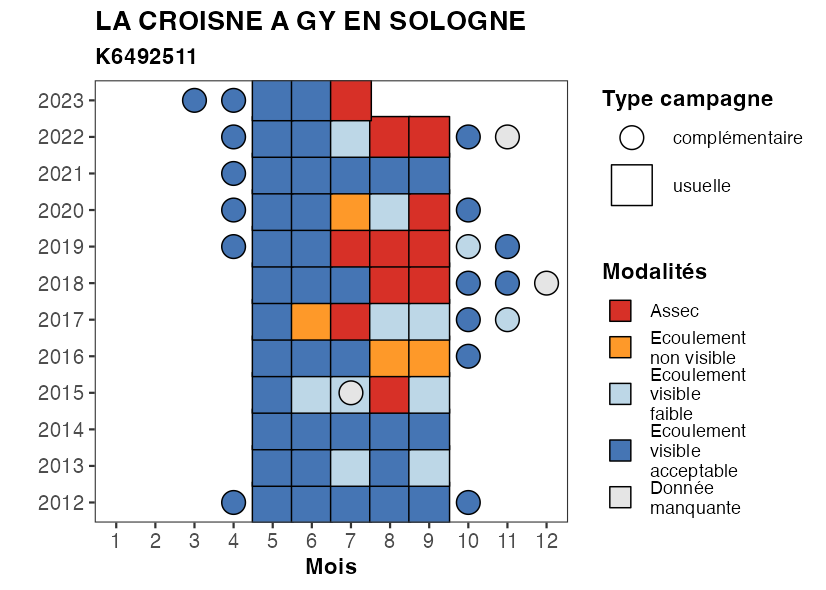 LA CROISNE A GY EN SOLOGNE
K6492511
2023
2022
2021
2020
2019
2018
2017
2016
2015
2014
2013
2012
1 2 3 4 5 6 7 8 9 10 11 12
Mois
Type campagne
complémentaire
usuelle
Modalités
Assec
Ecoulement
non visible
Ecoulement
visible
faible
Ecoulement
visible
acceptable
Donnée
manquante